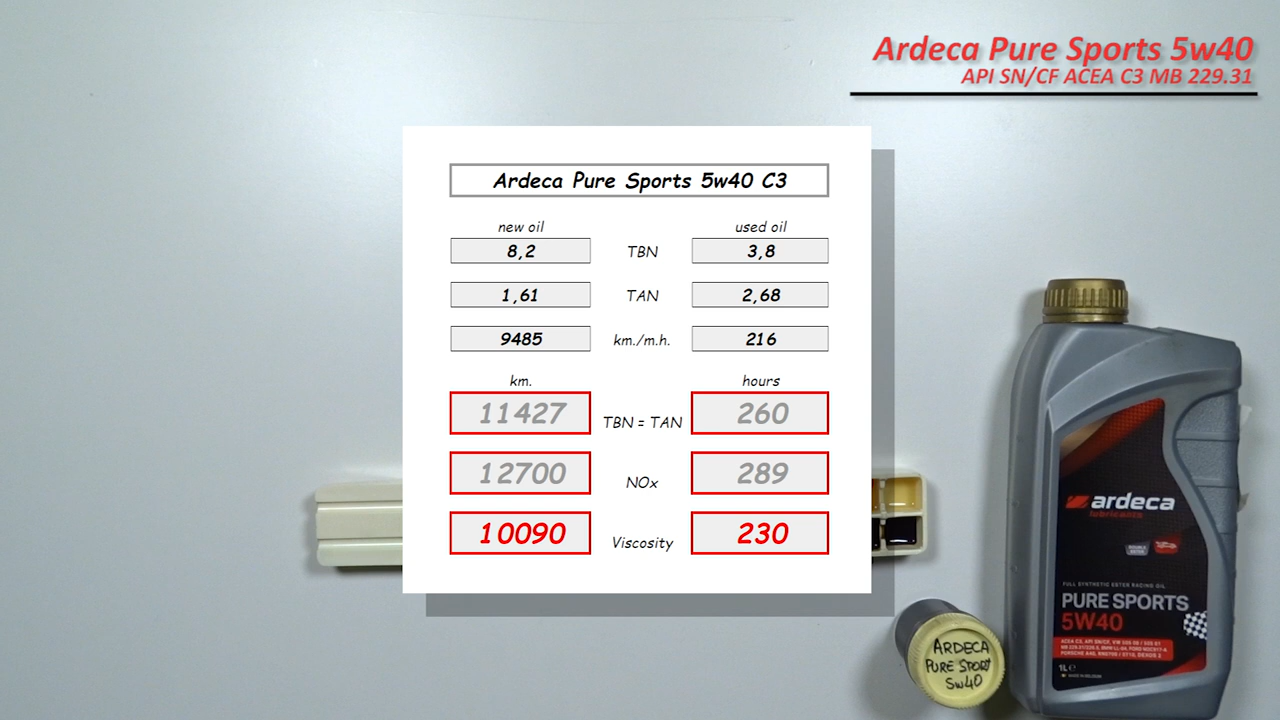 Ardeca Pure Sports 5w40
API SN/CF ACEA C3 MB 229.31
Ardeca Pure Sports 5w40 C3
new oil used oil
8,2 TBN 3,8
1,61 TAN 2,68
9485 km./m.h. 216
km. hours
11427 TBN = TAN 260
12700 NOx 289
10090 Viscosity 230
ardeca
lubricants
FULL SYNTHETIC ESTER RACING OIL
PURE SPORTS
5W40
1L e
ARDECA
PURE SPORT
5W40